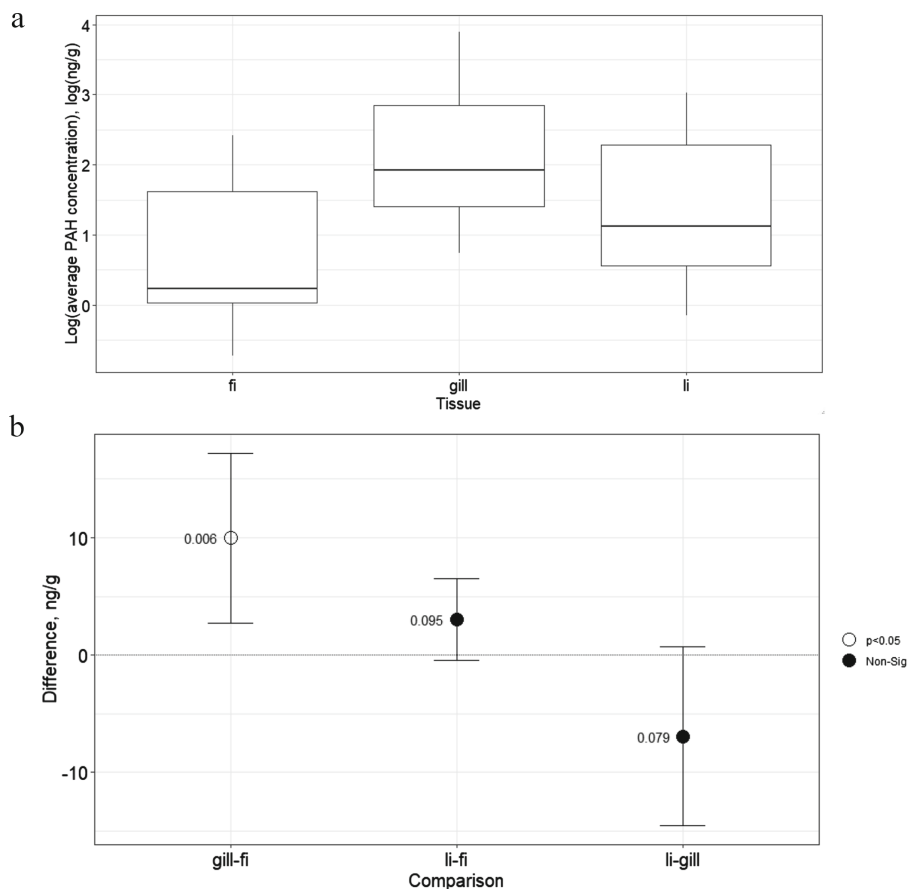 a
Log(average PAH concentration), log(ng/g)
4
3
2
1
0
fi gill li
Tissue
b
Difference, ng/g
10
0
-10
0.006
0.095
0.079
gill-fi li-fi li-gill
Comparison
p<0.05
Non-Sig